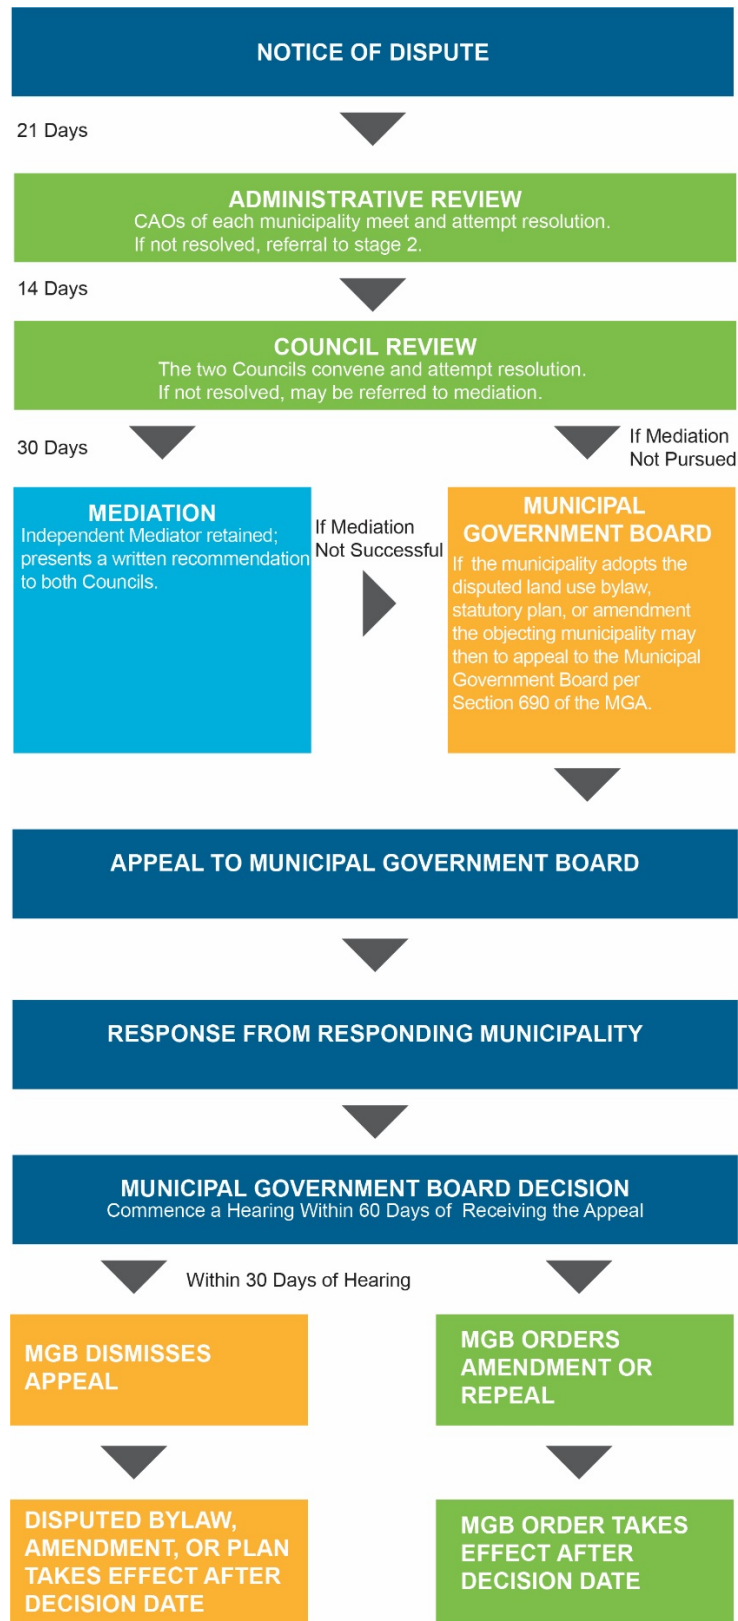 NOTICE OF DISPUTE
21 Days
ADMINISTRATIVE REVIEW
CAOs of each municipality meet and attempt resolution.
If not resolved, referral to stage 2.
14 Days
COUNCIL REVIEW
The two Councils convene and attempt resolution.
If not resolved, may be referred to mediation.
30 Days
If Mediation
Not Pursued
MEDIATION
Independent Mediator retained;
presents a written recommendation
to both Councils.
If Mediation
Not Successful
MUNICIPAL
GOVERNMENT BOARD
If the municipality adopts the
disputed land use bylaw,
statutory plan, or amendment
the objecting municipality may
then to appeal to the Municipal
Government Board per
Section 690 of the MGA.
APPEAL TO MUNICIPAL GOVERNMENT BOARD
RESPONSE FROM RESPONDING MUNICIPALITY
MUNICIPAL GOVERNMENT BOARD DECISION
Commence a Hearing Within 60 Days of Receiving the Appeal
Within 30 Days of Hearing
MGB DISMISSES
APPEAL
MGB ORDERS
AMENDMENT OR
REPEAL
DISPUTED BYLAW,
AMENDMENT, OR PLAN
TAKES EFFECT AFTER
DECISION DATE
MGB ORDER TAKES
EFFECT AFTER
DECISION DATE